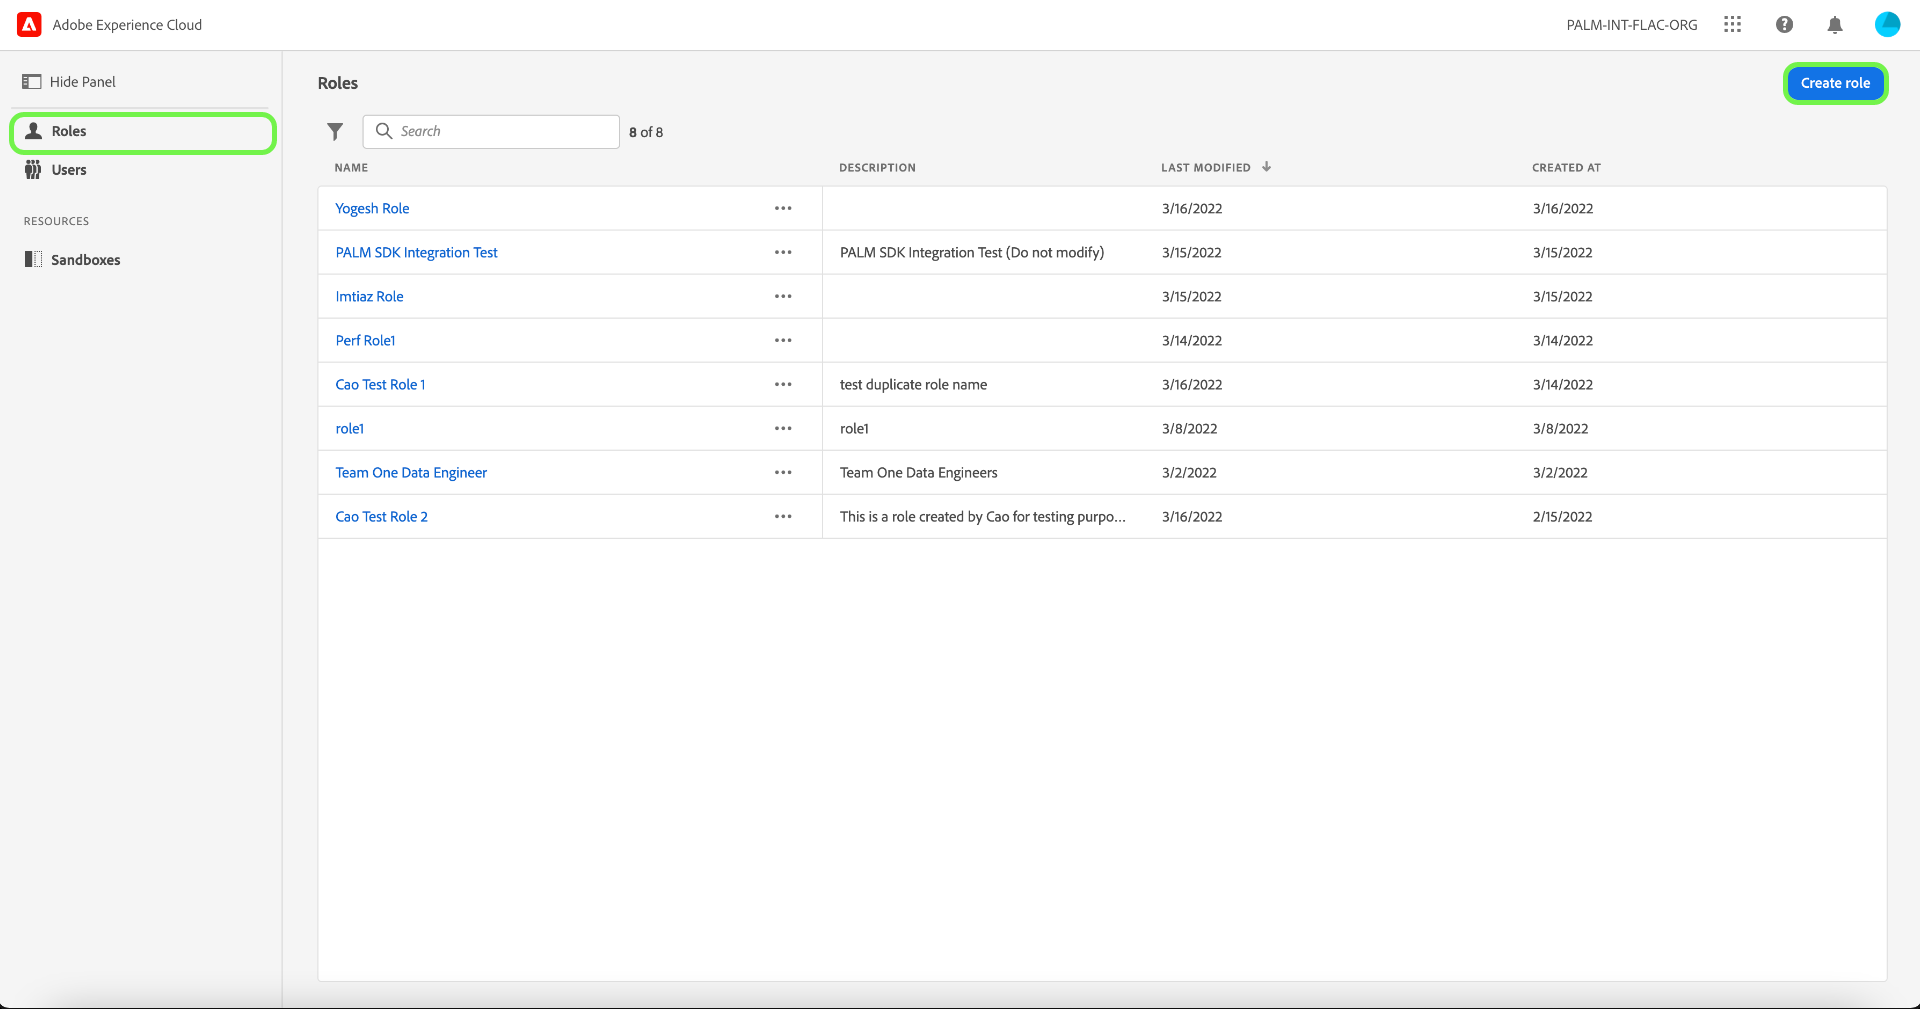 Adobe Experience Cloud
PALM-INT-FLAC-ORG
Hide Panel
Roles
Users
RESOURCES
Sandboxes
Roles
Create role
Search
8 of 8
NAME DESCRIPTION LAST MODIFIED CREATED AT
Yogesh Role 3/16/2022 3/16/2022
PALM SDK Integration Test PALM SDK Integration Test (Do not modify) 3/15/2022 3/15/2022
Imtiaz Role 3/15/2022 3/15/2022
Perf Role1 3/14/2022 3/14/2022
Cao Test Role 1 test duplicate role name 3/16/2022 3/14/2022
role1 role1 3/8/2022 3/8/2022
Team One Data Engineer Team One Data Engineers 3/2/2022 3/2/2022
Cao Test Role 2 This is a role created by Cao for testing purpo... 3/16/2022 2/15/2022